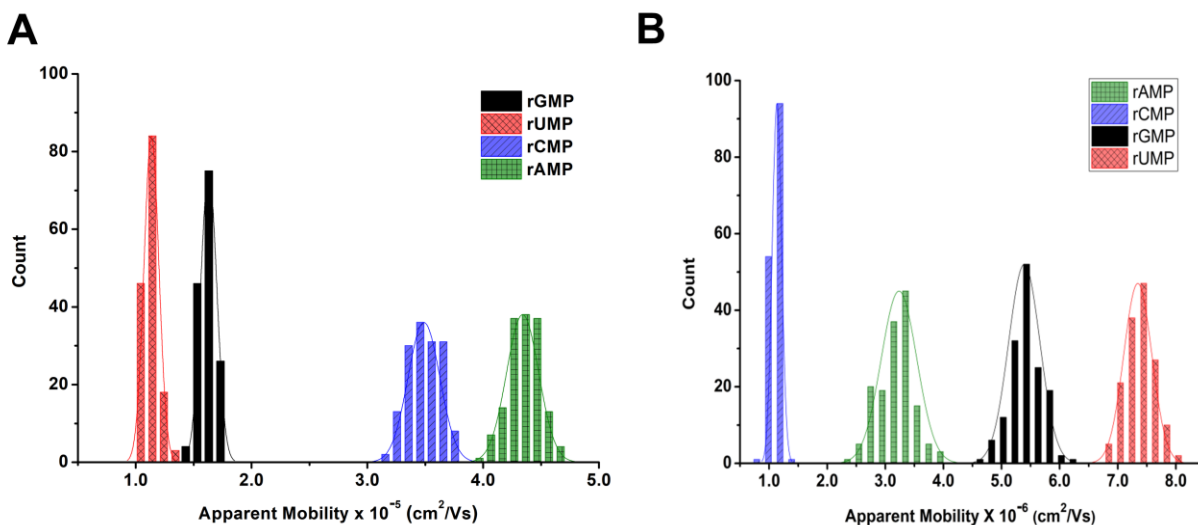 A
100
80
60
40
20
0
Count
rGMP
rUMP
rCMP
rAMP
1.0 2.0 3.0 4.0 5.0
Apparent Mobility x 10⁻⁵ (cm²/Vs)
B
100
80
60
40
20
0
Count
rAMP
rCMP
rGMP
rUMP
1.0 2.0 3.0 4.0 5.0 6.0 7.0 8.0
Apparent Mobility X 10⁻⁶ (cm²/Vs)